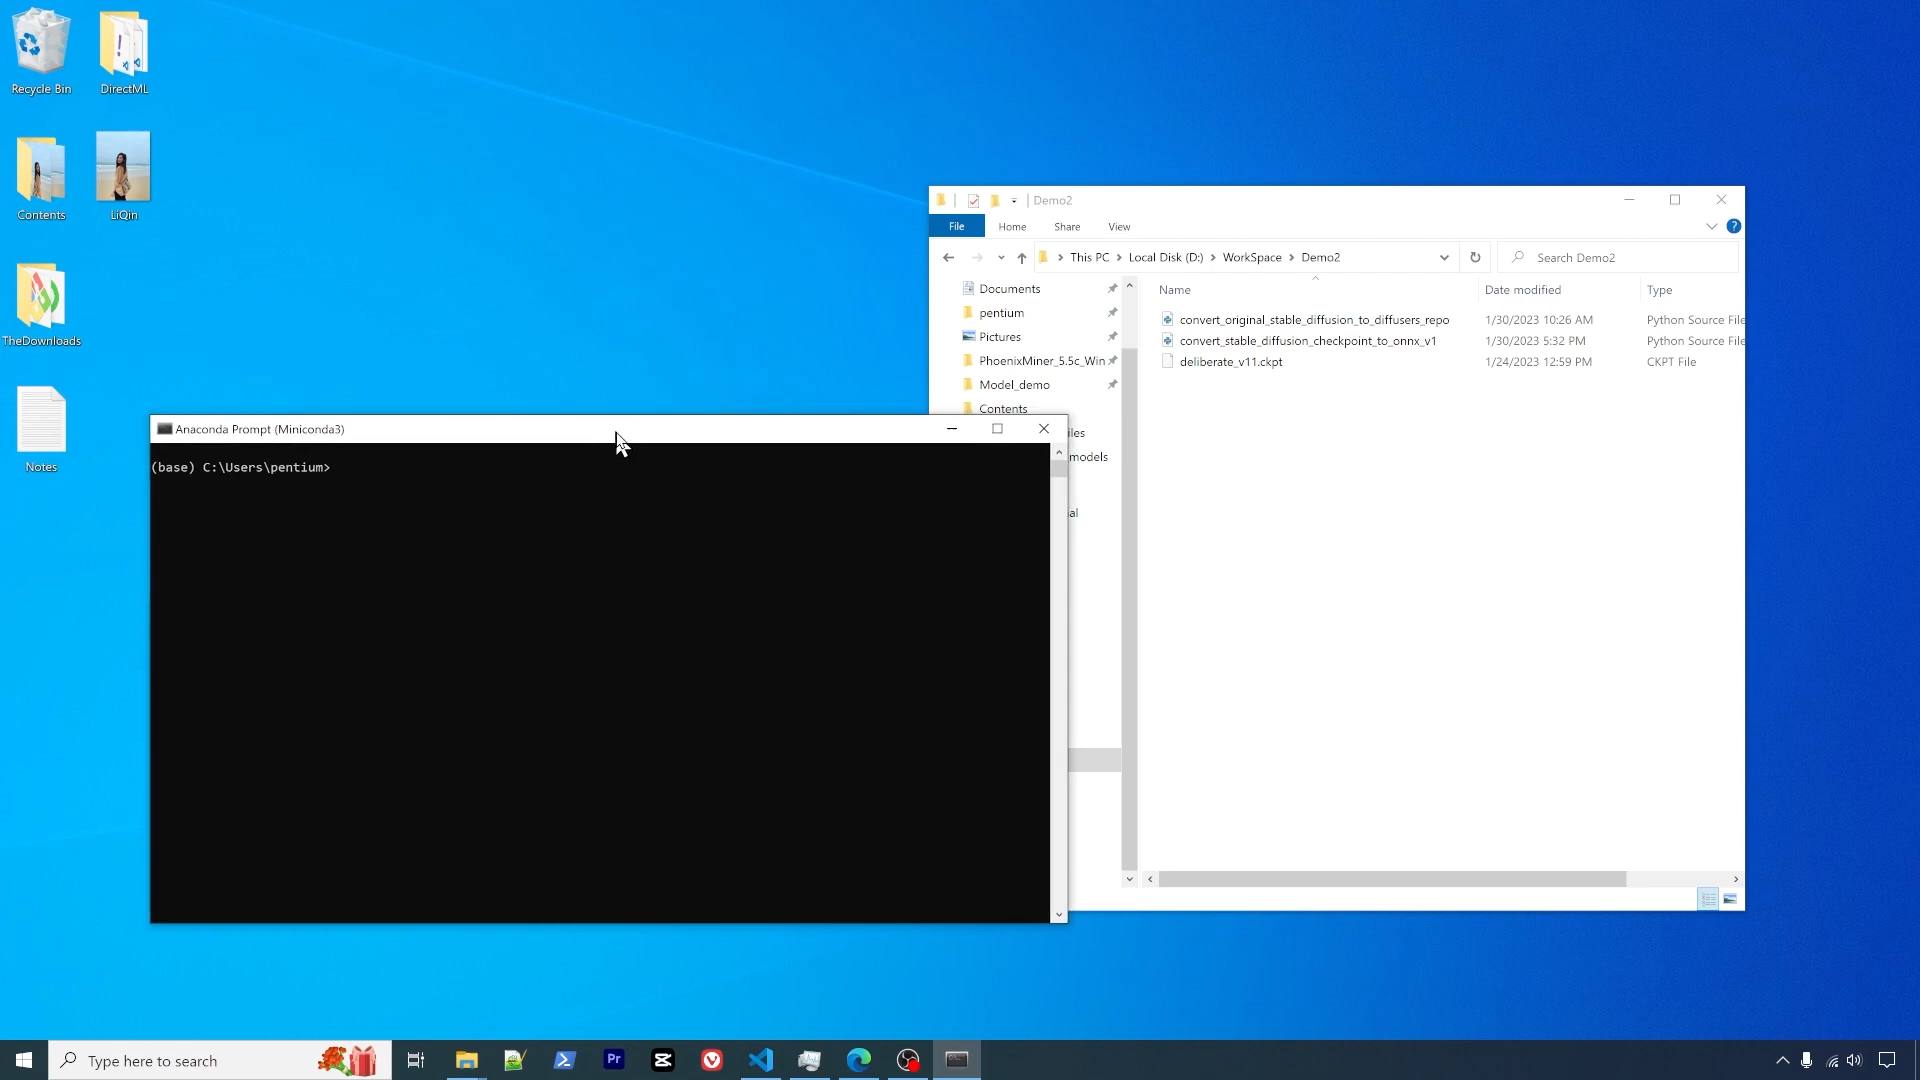 Recycle Bin
DirectML
Contents
LiQin
TheDownloads
Notes
Demo2
File
Home
Share
View
This PC
Local Disk (D:)
WorkSpace
Demo2
Search Demo2
Documents
pentium
Pictures
PhoenixMiner_5.5c_Win
Model_demo
Contents
iles
models
al
Name
Date modified
Type
convert_original_stable_diffusion_to_diffusers_repo
1/30/2023 10:26 AM
Python Source File
convert_stable_diffusion_checkpoint_to_onnx_v1
1/30/2023 5:32 PM
Python Source File
deliberate_v11.ckpt
1/24/2023 12:59 PM
CKPT File
Anaconda Prompt (Miniconda3)
(base) C:\Users\pentium>
Type here to search
Pr